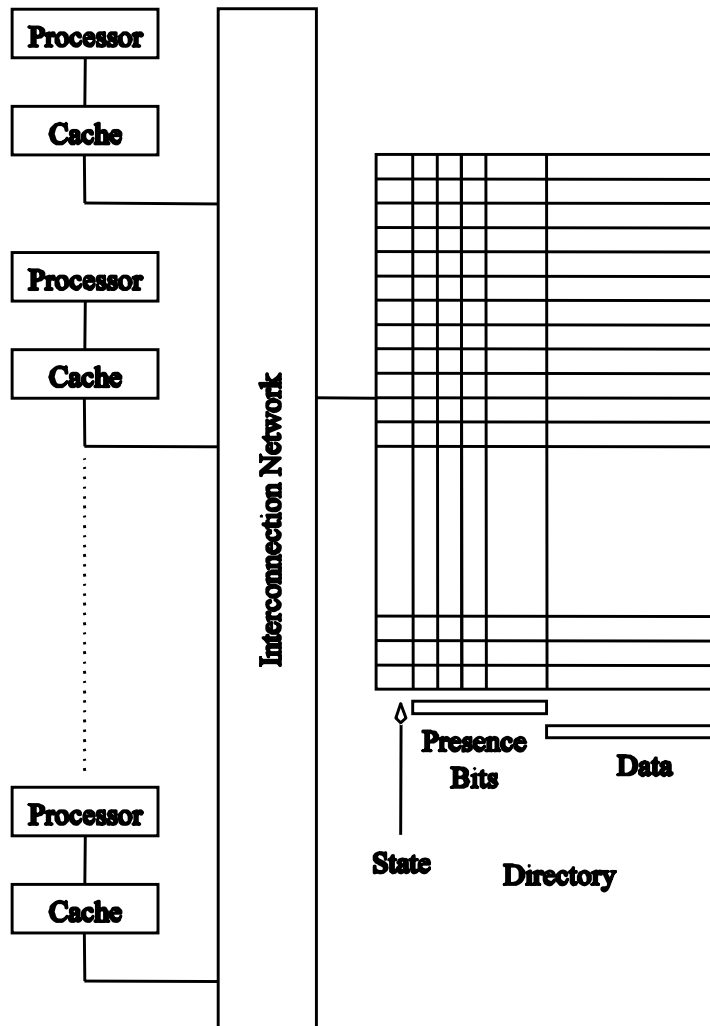 Processor
Cache
Processor
Cache
Interconnection Network
Processor
Cache
Presence
Bits
Data
State
Directory